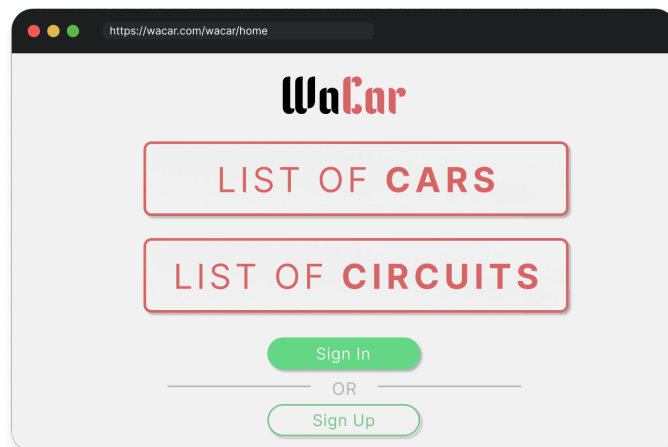 https://wacar.com/wacar/home
WaCar
LIST OF CARS
LIST OF CIRCUITS
Sign In
OR
Sign Up